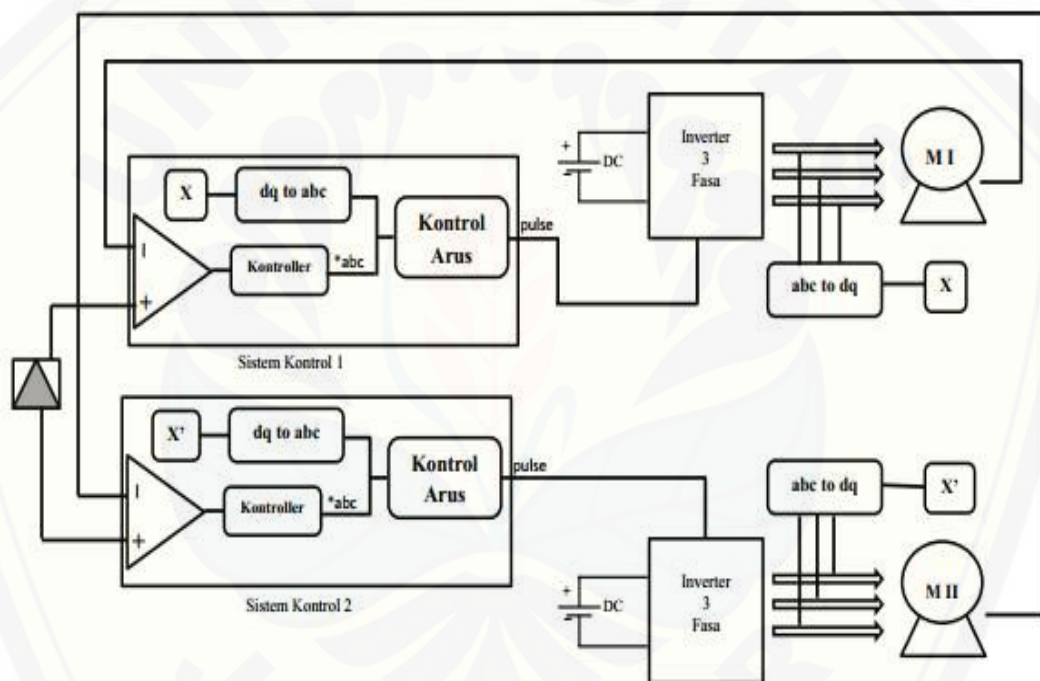 X
dq to abc
Kontroller
*abc
Kontrol
Arus
pulse
−
+
Sistem Kontrol 1
+
-
DC
Inverter
3
Fasa
M I
abc to dq
X
X'
dq to abc
Kontroller
*abc
Kontrol
Arus
pulse
−
+
Sistem Kontrol 2
+
-
DC
Inverter
3
Fasa
abc to dq
X'
M II